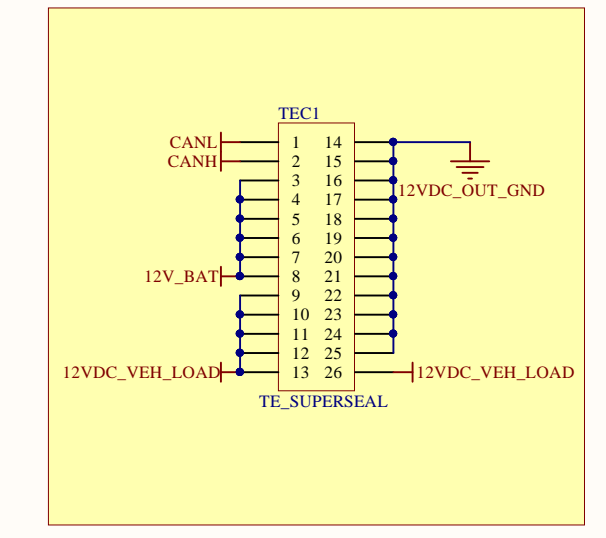 TEC1
CANL 1 14
CANH 2 15
3 16
4 17 12VDC_OUT_GND
5 18
6 19
7 20
12V_BAT 8 21
9 22
10 23
11 24
12 25
12VDC_VEH_LOAD 13 26 12VDC_VEH_LOAD
TE_SUPERSEAL